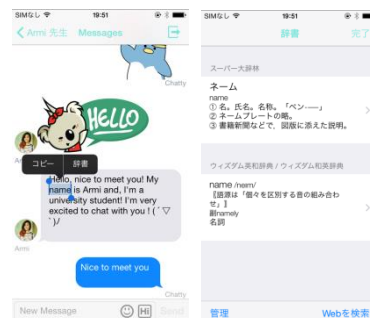 SIMなし 19:51
Armi 先生 Messages
Chatty
HELLO
コピー 辞書
Hello, nice to meet you! My
name is Armi and, I'm a
university student! I'm very
excited to chat with you ! ( ´ ▽
` )ﾉ
Armi
Nice to meet you
Chatty
New Message Hi Send
SIMなし 19:51
辞書 完了
スーパー大辞林
ネーム
name
① 名。氏名。名称。「ペン-―」
② ネームプレートの略。
③ 書籍新聞などで、図版に添えた説明。
ウィズダム英和辞典 / ウィズダム和英辞典
name /neɪm/
〖語源は「個々を区別する音の組み合わ
せ」〗
副namely
名詞
管理 Webを検索